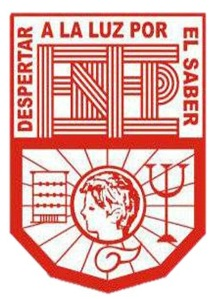 DESPERTAR
A LA LUZ POR
EL SABER
ENP